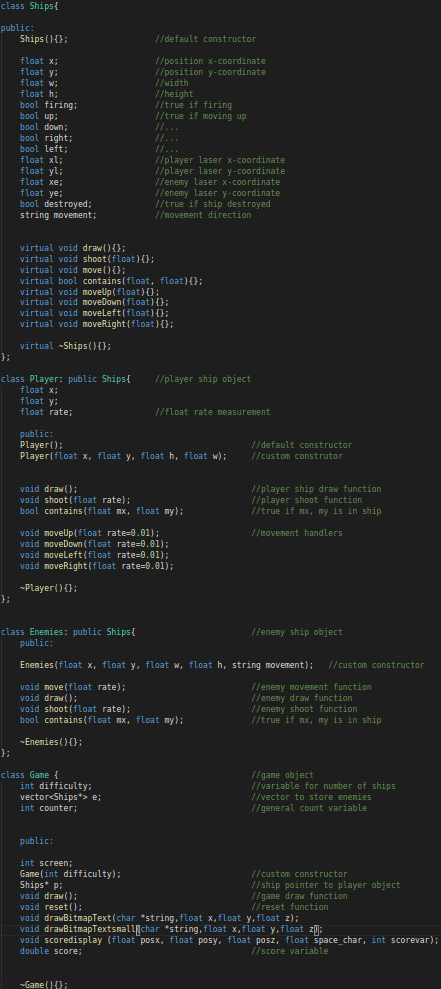 class Ships{
public:
Ships(){}; //default constructor
float x; //position x-coordinate
float y; //position y-coordinate
float w; //width
float h; //height
bool firing; //true if firing
bool up; //true if moving up
bool down; //...
bool right; //...
bool left; //...
float xl; //player laser x-coordinate
float yl; //player laser y-coordinate
float xe; //enemy laser x-coordinate
float ye; //enemy laser y-coordinate
bool destroyed; //true if ship destroyed
string movement; //movement direction
virtual void draw(){};
virtual void shoot(float){};
virtual void move(){};
virtual bool contains(float, float){};
virtual void moveUp(float){};
virtual void moveDown(float){};
virtual void moveLeft(float){};
virtual void moveRight(float){};
virtual ~Ships(){};
};
class Player: public Ships{ //player ship object
float x;
float y;
float rate; //float rate measurement
public:
Player(); //default constructor
Player(float x, float y, float h, float w); //custom construtor
void draw(); //player ship draw function
void shoot(float rate); //player shoot function
bool contains(float mx, float my); //true if mx, my is in ship
void moveUp(float rate=0.01); //movement handlers
void moveDown(float rate=0.01);
void moveLeft(float rate=0.01);
void moveRight(float rate=0.01);
~Player(){};
};
class Enemies: public Ships{ //enemy ship object
public:
Enemies(float x, float y, float w, float h, string movement); //custom constructor
void move(float rate); //enemy movement function
void draw(); //enemy draw function
void shoot(float rate); //enemy shoot function
bool contains(float mx, float my); //true if mx, my is in ship
~Enemies(){};
};
class Game { //game object
int difficulty; //variable for number of ships
vector<Ships*> e; //vector to store enemies
int counter; //general count variable
public:
int screen;
Game(int difficulty); //custom constructor
Ships* p; //ship pointer to player object
void draw(); //game draw function
void reset(); //reset function
void drawBitmapText(char *string,float x,float y,float z);
void drawBitmapTextsmall(char *string,float x,float y,float z);
void scoredisplay (float posx, float posy, float posz, float space_char, int scorevar);
double score; //score variable
~Game(){};